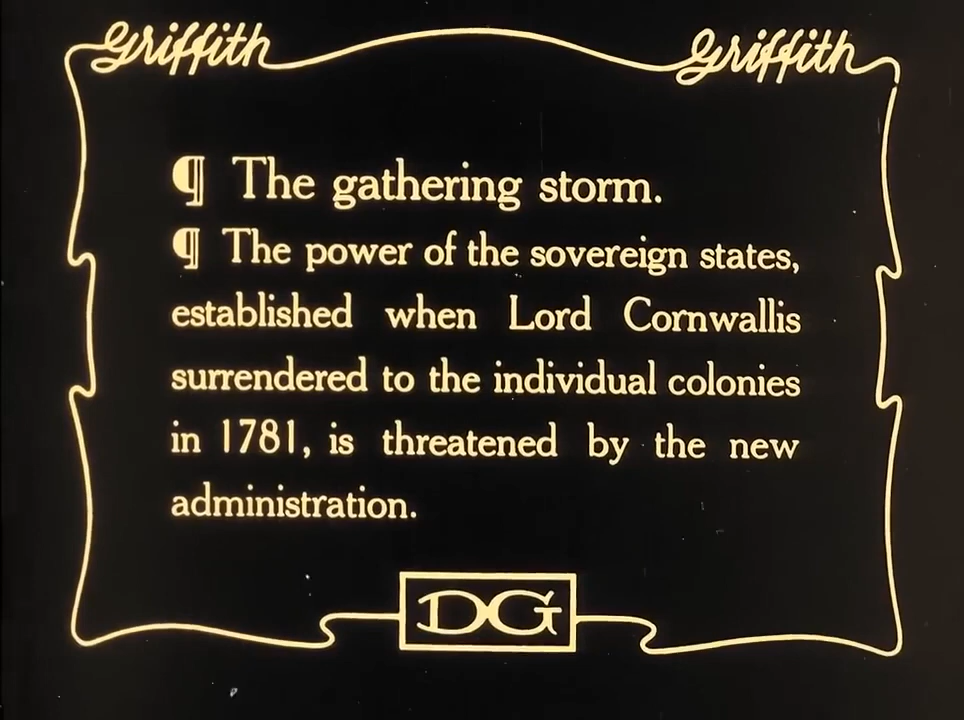 Griffith Griffith
¶ The gathering storm.
¶ The power of the sovereign states,
established when Lord Cornwallis
surrendered to the individual colonies
in 1781, is threatened by the new
administration.
DG